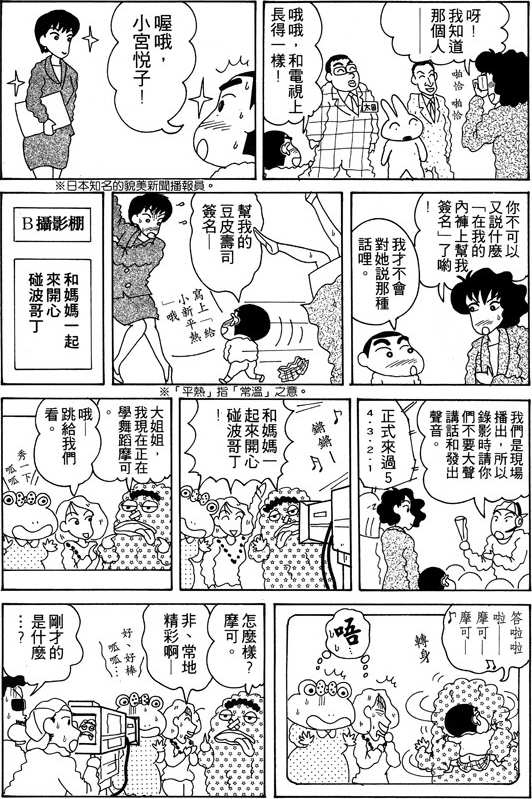 呀!
我知道
那個人
——
啪
恰
啪
恰
哦哦,
和電視上
長得一樣!
太田
喔哦,
小宮悦子!
※日本知名的貌美新聞播報員。
你不可以
又説什麼
「在我的
內褲上幫我
簽名」了喲
!
我才不會
對她説那種
話哩。
幫我的
豆皮壽司
簽名—
寫上
「小新平熱
給
哦」
B攝影棚
和媽媽一起
來開心
碰波哥丁
※「平熱」指「常溫」之意。
我們是現場
播出,所以
錄影時請你
們不要大聲
講話和發出
聲音。
正式來過5
4.3.2.1
鏘鏘—
!
和媽媽一
起來開心
碰波哥丁
!
大姐姐,
我現在正在
學舞蹈摩可
哦—
跳給我們
看。
秀一下
呱呱
答啦啦
啦—
摩可—
摩可—
轉身
唔
怎麼樣?
摩可。
非、常地
精彩啊—
好、好棒
呱呱…
剛才的
是什麼
…?